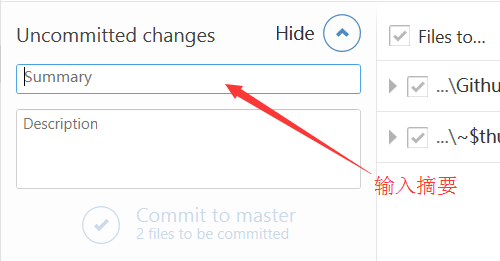 Uncommitted changes
Hide
Summary
Description
Commit to master
2 files to be committed
Files to...
...\Githu
...\~$thu
输入摘要